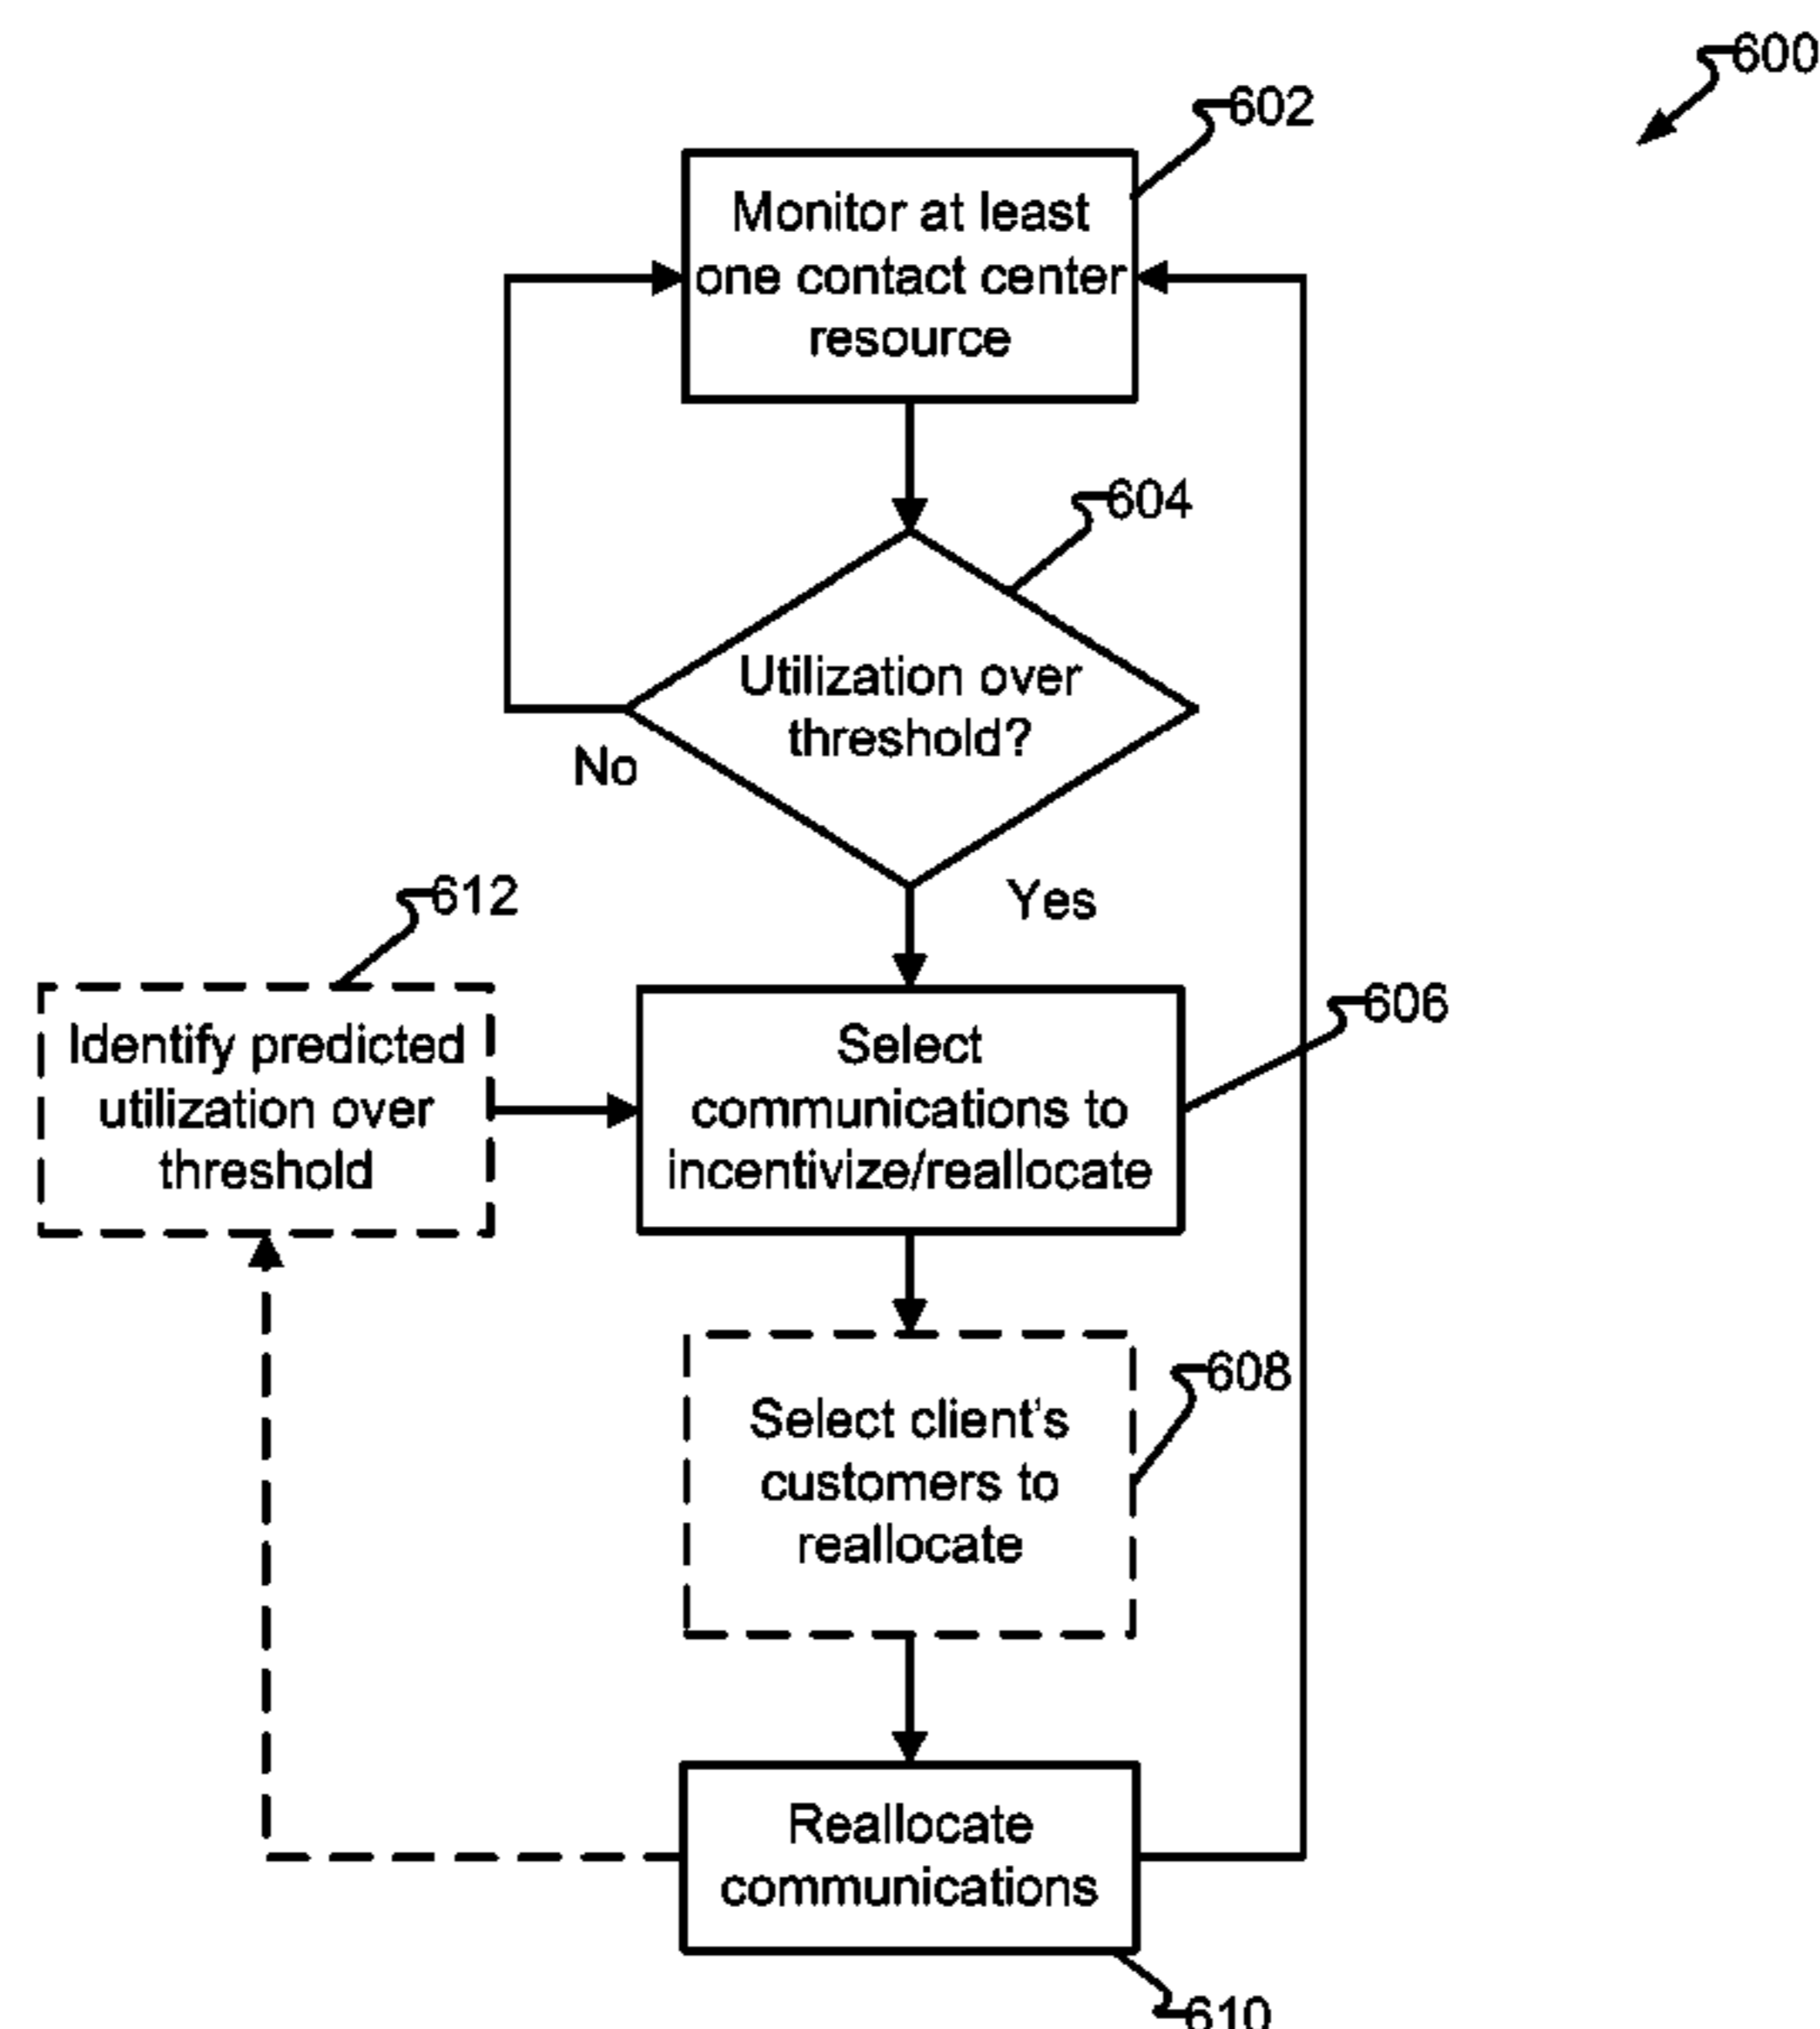 600
602
Monitor at least
one contact center
resource
604
Utilization over
threshold?
No
Yes
612
Identify predicted
utilization over
threshold
606
Select
communications to
incentivize/reallocate
608
Select client's
customers to
reallocate
Reallocate
communications
610